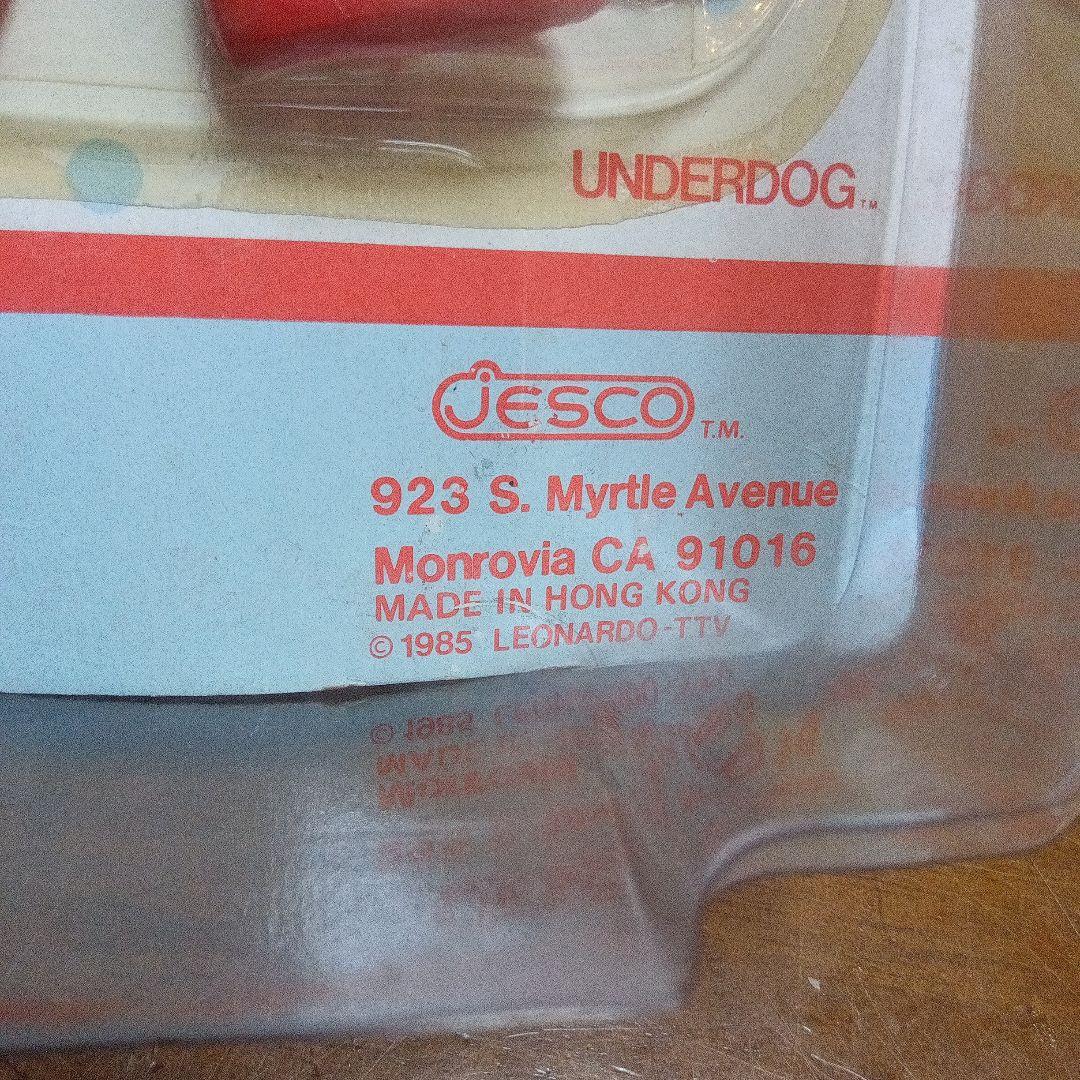 UNDERDOG™
JESCO T.M.
923 S. Myrtle Avenue
Monrovia CA 91016
MADE IN HONG KONG
© 1985 LEONARDO-TTV